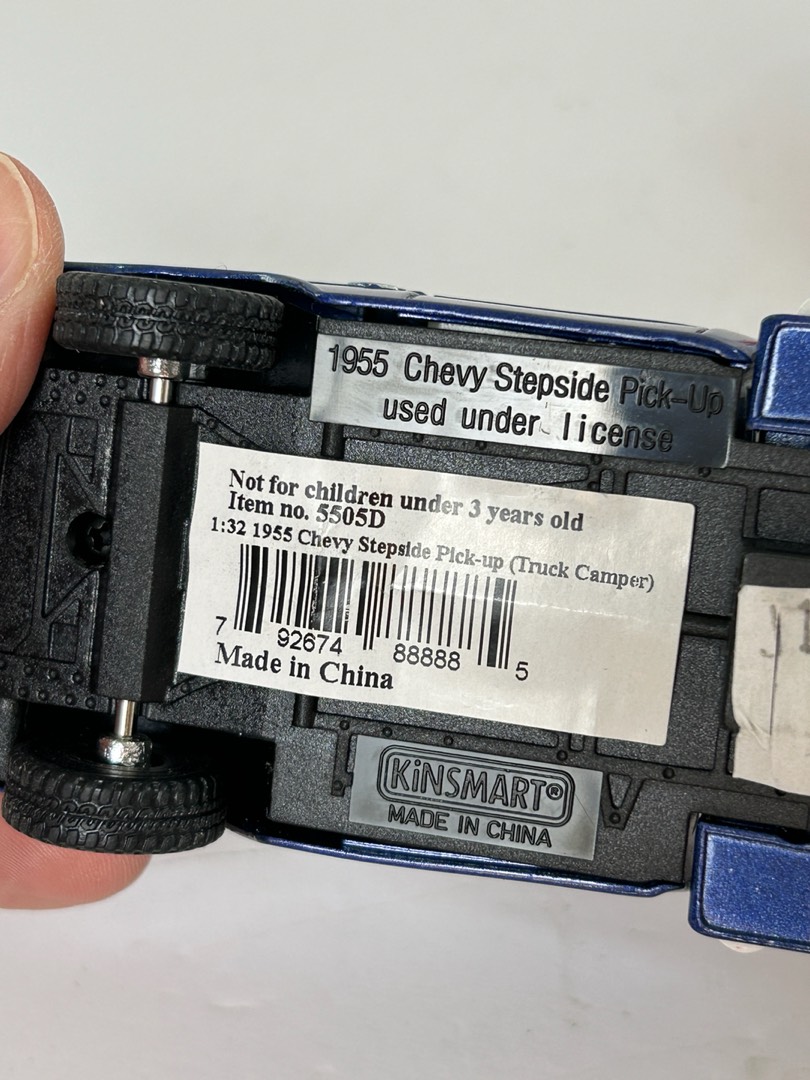 1955 Chevy Stepside Pick-Up
used under license
Not for children under 3 years old
Item no. 5505D
1:32 1955 Chevy Stepside Pick-up (Truck Camper)
7 92674 88888 5
Made in China
KiNSMART®
MADE IN CHINA